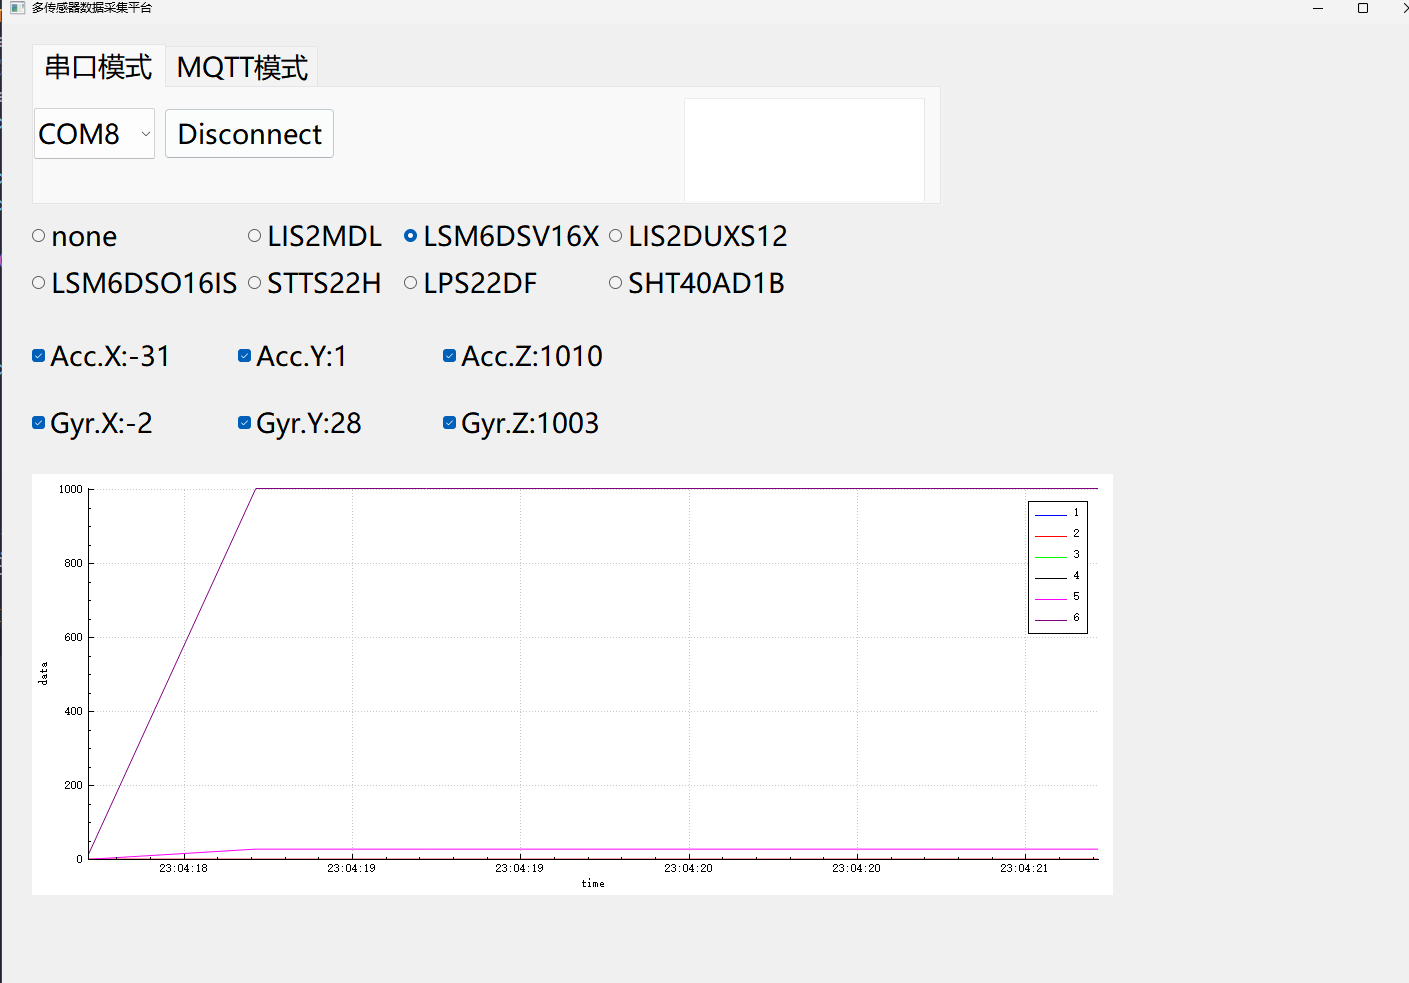 多传感器数据采集平台
串口模式 MQTT模式
COM8 Disconnect
none LIS2MDL LSM6DSV16X LIS2DUXS12
LSM6DSO16IS STTS22H LPS22DF SHT40AD1B
Acc.X:-31 Acc.Y:1 Acc.Z:1010
Gyr.X:-2 Gyr.Y:28 Gyr.Z:1003
1000
800
600
400
200
0
data
1
2
3
4
5
6
23:04:18 23:04:19 23:04:19 23:04:20 23:04:20 23:04:21
time